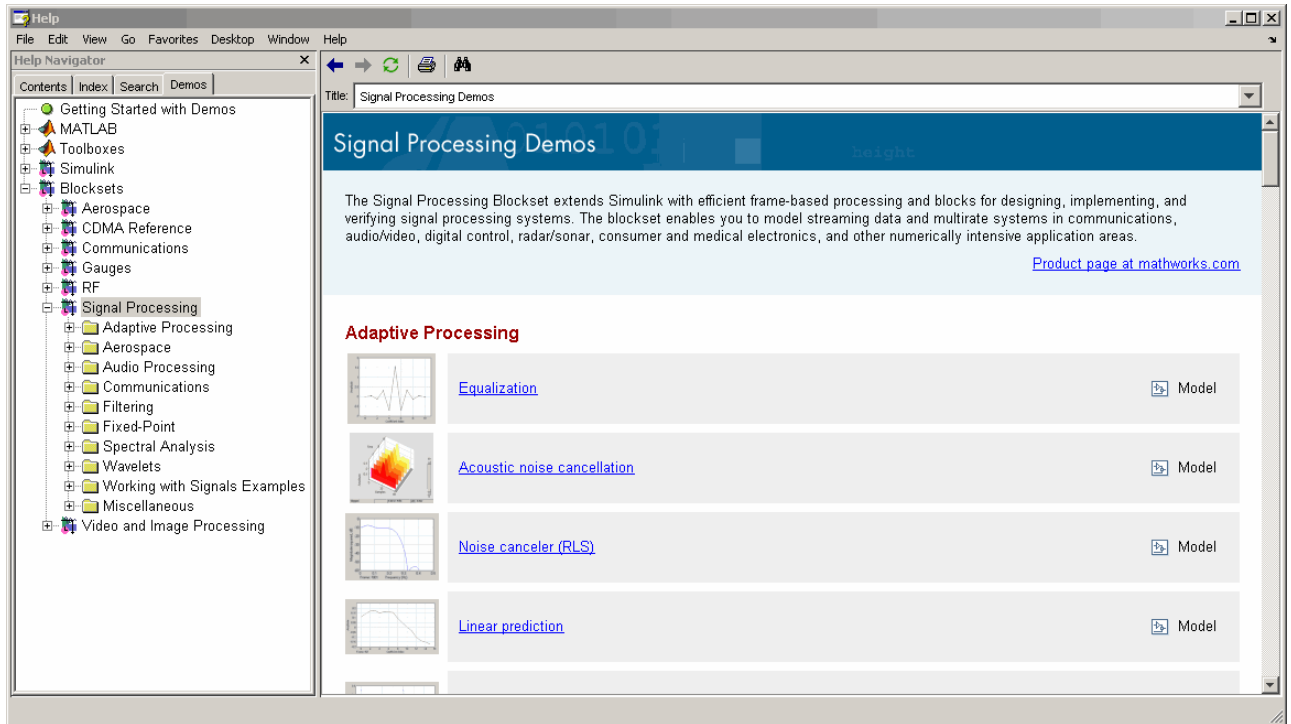 Help
File Edit View Go Favorites Desktop Window Help
Help Navigator
Contents Index Search Demos
Getting Started with Demos
MATLAB
Toolboxes
Simulink
Blocksets
Aerospace
CDMA Reference
Communications
Gauges
RF
Signal Processing
Adaptive Processing
Aerospace
Audio Processing
Communications
Filtering
Fixed-Point
Spectral Analysis
Wavelets
Working with Signals Examples
Miscellaneous
Video and Image Processing
Title: Signal Processing Demos
Signal Processing Demos
height
The Signal Processing Blockset extends Simulink with efficient frame-based processing and blocks for designing, implementing, and
verifying signal processing systems. The blockset enables you to model streaming data and multirate systems in communications,
audio/video, digital control, radar/sonar, consumer and medical electronics, and other numerically intensive application areas.
Product page at mathworks.com
Adaptive Processing
Equalization Model
Acoustic noise cancellation Model
Noise canceler (RLS) Model
Linear prediction Model